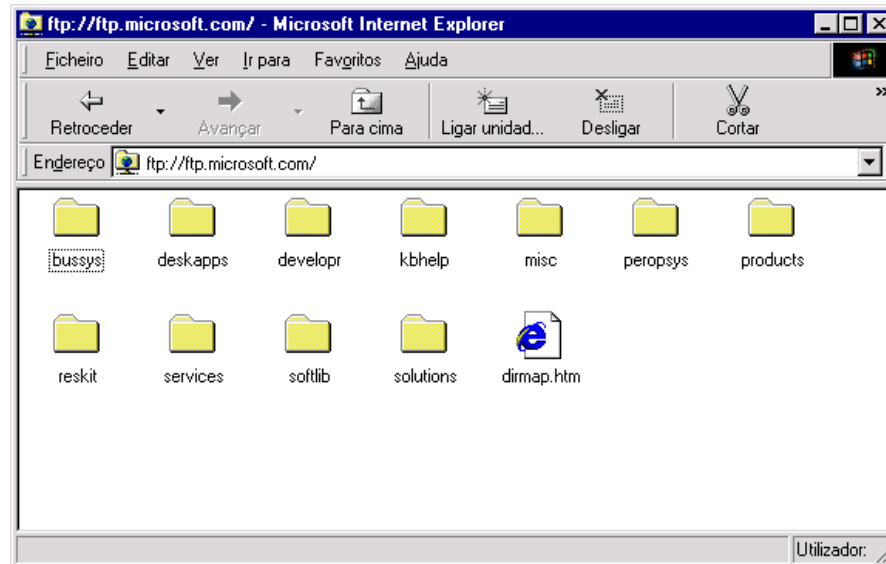 ftp://ftp.microsoft.com/ - Microsoft Internet Explorer
Ficheiro Editar Ver Ir para Favoritos Ajuda
Retroceder Avançar Para cima Ligar unidad... Desligar Cortar »
Endereço ftp://ftp.microsoft.com/
bussys deskapps developr kbhelp misc peropsys products
reskit services softlib solutions dirmap.htm
Utilizador: